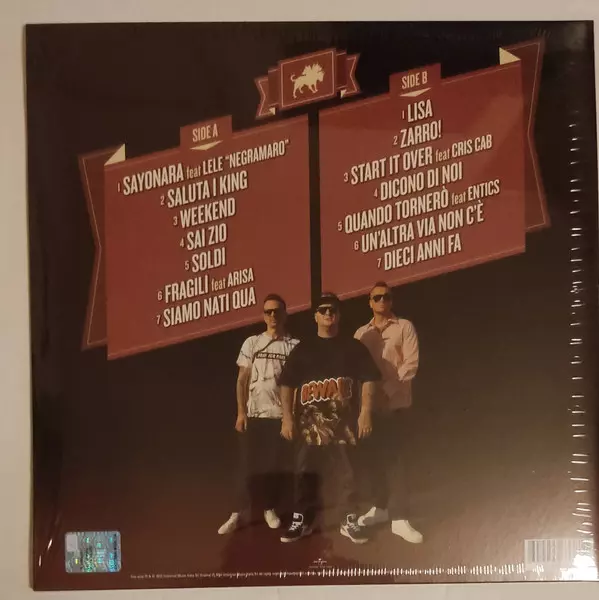 SIDE A
1 SAYONARA feat LELE "NEGRAMARO"
2 SALUTA I KING
3 WEEKEND
4 SAI ZIO
5 SOLDI
6 FRAGILI feat ARISA
7 SIAMO NATI QUA
SIDE B
1 LISA
2 ZARRO!
3 START IT OVER feat CRIS CAB
4 DICONO DI NOI
5 QUANDO TORNERÒ feat ENTICS
6 UN'ALTRA VIA NON C'È
7 DIECI ANNI FA